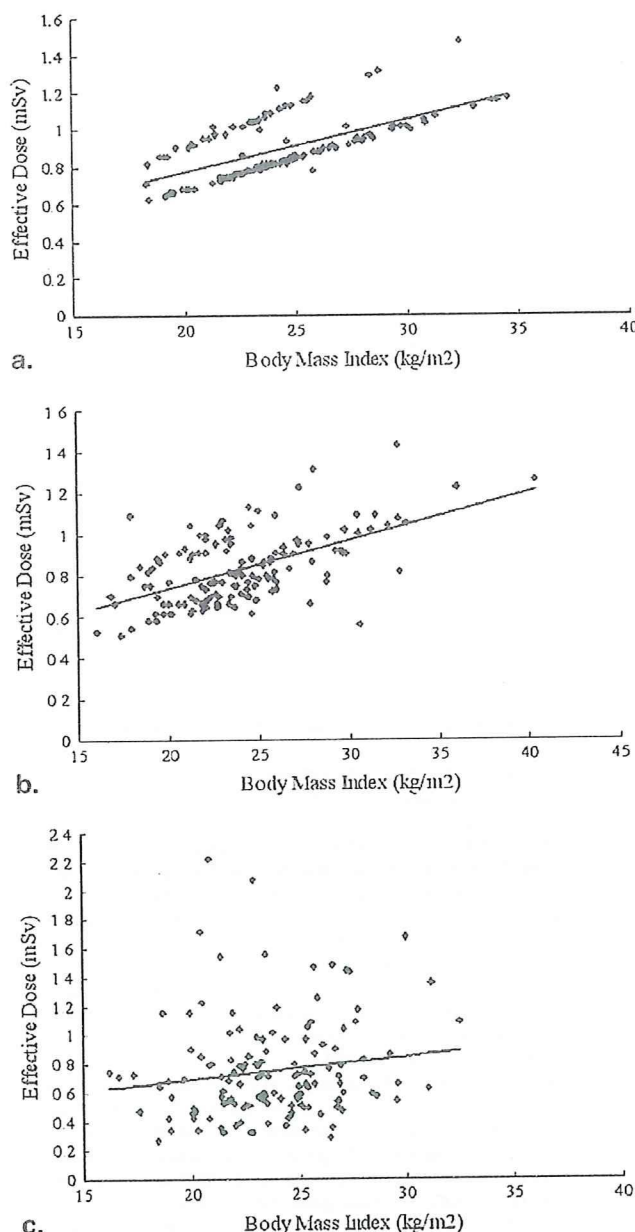 1.6
1.4
1.2
1
0.8
0.6
0.4
0.2
0
15 20 25 30 35 40
Effective Dose (mSv)
Body Mass Index (kg/m2)
a.
1 6
1 4
1 2
1
0 8
0 6
0 4
0 2
0
15 20 25 30 35 40 45
Effective Dose (mSv)
Body Mass Index (kg/m2)
b.
2 4
2 2
2
1 8
1 6
1 4
1 2
1
0 8
0 6
0 4
0 2
0
15 20 25 30 35 40
Effective Dose (mSv)
Body Mass Index (kg/m2)
c.